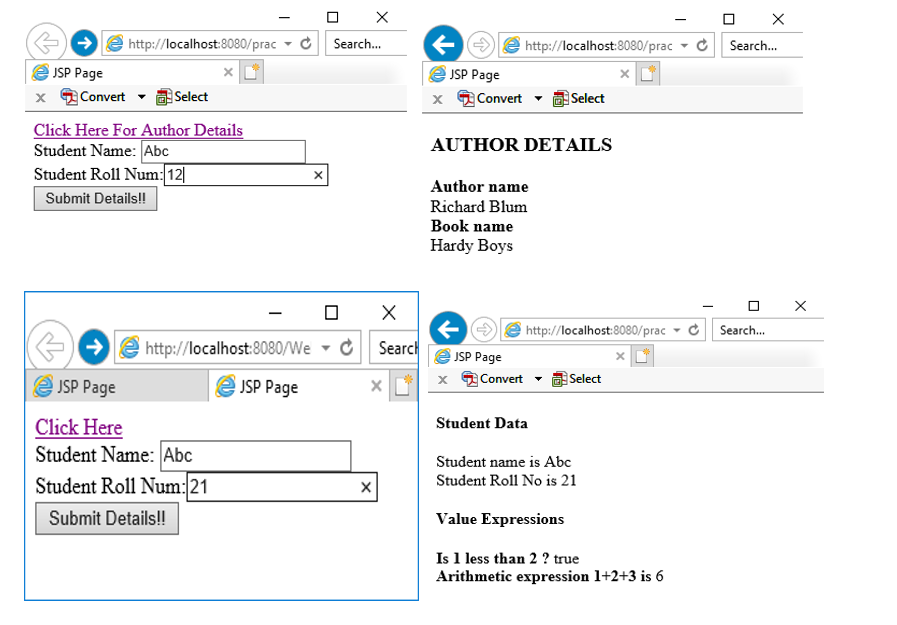 http://localhost:8080/prac
Search...
JSP Page
Convert
Select
Click Here For Author Details
Student Name: Abc
Student Roll Num: 12
Submit Details!!
http://localhost:8080/prac
Search...
JSP Page
Convert
Select
AUTHOR DETAILS
Author name
Richard Blum
Book name
Hardy Boys
http://localhost:8080/We
Search
JSP Page
JSP Page
Click Here
Student Name: Abc
Student Roll Num: 21
Submit Details!!
http://localhost:8080/prac
Search...
JSP Page
Convert
Select
Student Data
Student name is Abc
Student Roll No is 21
Value Expressions
Is 1 less than 2 ? true
Arithmetic expression 1+2+3 is 6